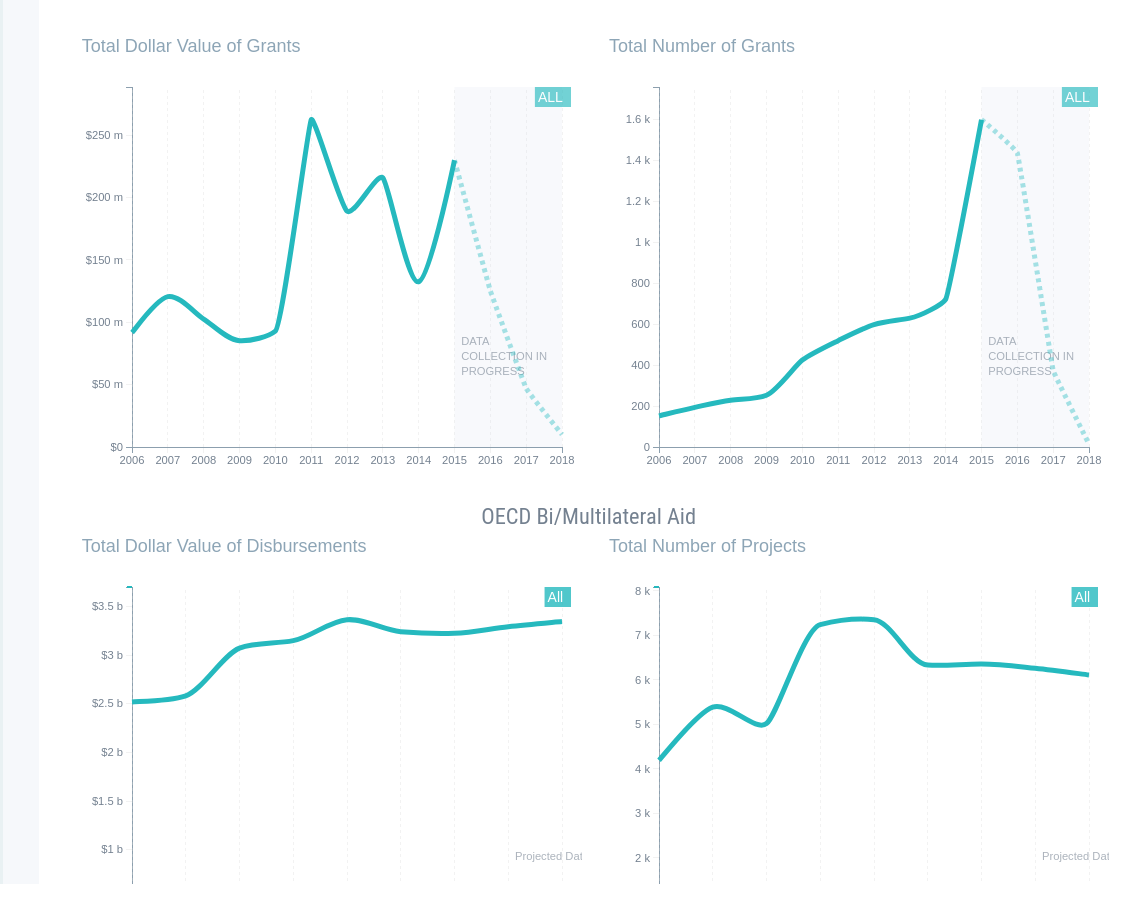 Total Dollar Value of Grants
Total Number of Grants
ALL
$250 m
$200 m
$150 m
$100 m
$50 m
$0
DATA
COLLECTION IN
PROGRESS
2006 2007 2008 2009 2010 2011 2012 2013 2014 2015 2016 2017 2018
ALL
1.6 k
1.4 k
1.2 k
1 k
800
600
400
200
0
DATA
COLLECTION IN
PROGRESS
2006 2007 2008 2009 2010 2011 2012 2013 2014 2015 2016 2017 2018
OECD Bi/Multilateral Aid
Total Dollar Value of Disbursements
Total Number of Projects
All
$3.5 b
$3 b
$2.5 b
$2 b
$1.5 b
$1 b
Projected Dat
All
8 k
7 k
6 k
5 k
4 k
3 k
2 k
Projected Dat